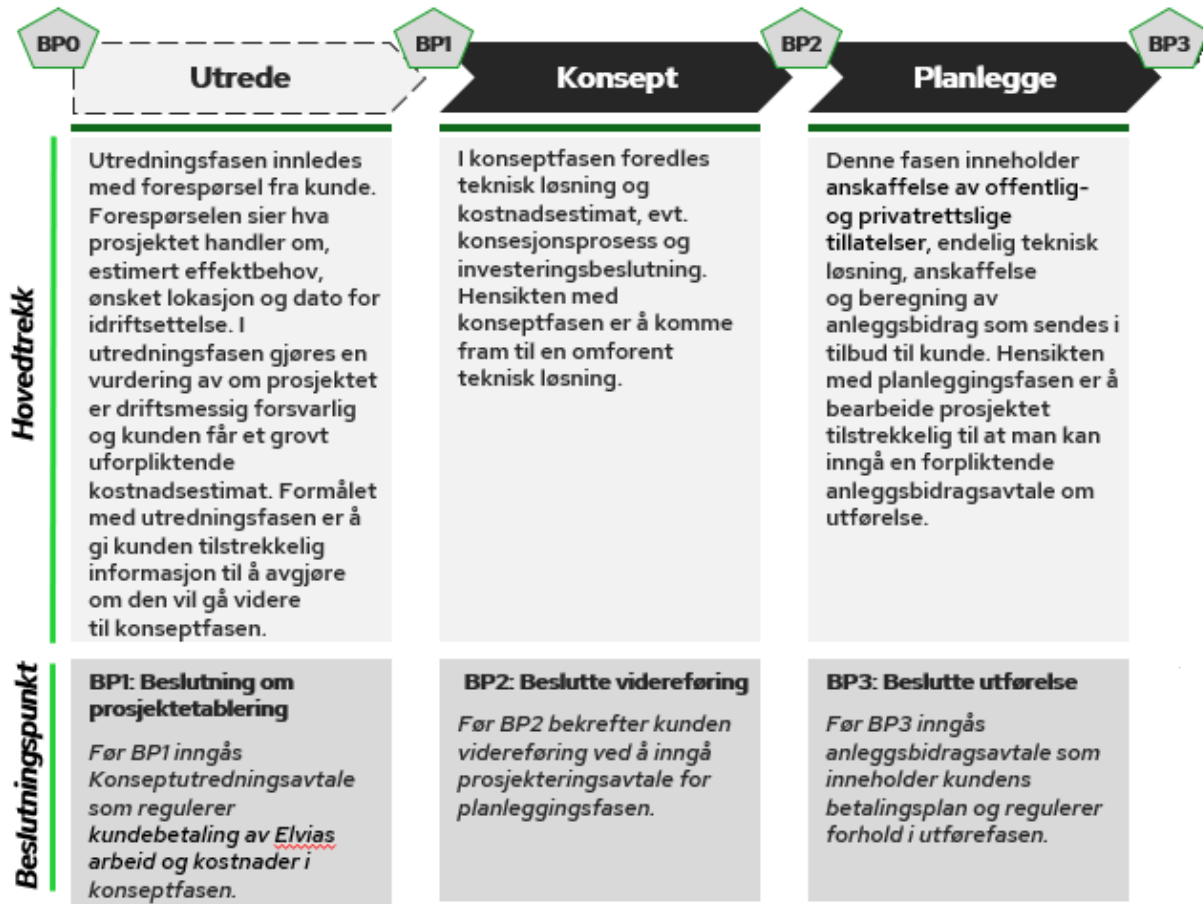 BP0
BP1
BP2
BP3
Utrede
Konsept
Planlegge
Hovedtrekk
Utredningsfasen innledes
med forespørsel fra kunde.
Forespørselen sier hva
prosjektet handler om,
estimert effektbehov,
ønsket lokasjon og dato for
idriftsettelse. I
utredningsfasen gjøres en
vurdering av om prosjektet
er driftsmessig forsvarlig
og kunden får et grovt
uforpliktende
kostnadsestimat. Formålet
med utredningsfasen er å
gi kunden tilstrekkelig
informasjon til å avgjøre
om den vil gå videre
til konseptfasen.
I konseptfasen foredles
teknisk løsning og
kostnadsestimat, evt.
konsesjonsprosess og
investeringsbeslutning.
Hensikten med
konseptfasen er å komme
fram til en omforent
teknisk løsning.
Denne fasen inneholder
anskaffelse av offentlig-
og privatrettslige
tillatelser, endelig teknisk
løsning, anskaffelse
og beregning av
anleggsbidrag som sendes i
tilbud til kunde. Hensikten
med planleggingsfasen er å
bearbeide prosjektet
tilstrekkelig til at man kan
inngå en forpliktende
anleggsbidragsavtale om
utførelse.
Beslutningspunkt
BP1: Beslutning om
prosjektetablering
Før BP1 inngås
Konseptutredningsavtale
som regulerer
kundebetaling av Elvias
arbeid og kostnader i
konseptfasen.
BP2: Beslutte videreføring
Før BP2 bekrefter kunden
videreføring ved å inngå
prosjekteringsavtale for
planleggingsfasen.
BP3: Beslutte utførelse
Før BP3 inngås
anleggsbidragsavtale som
inneholder kundens
betalingsplan og regulerer
forhold i utførefasen.